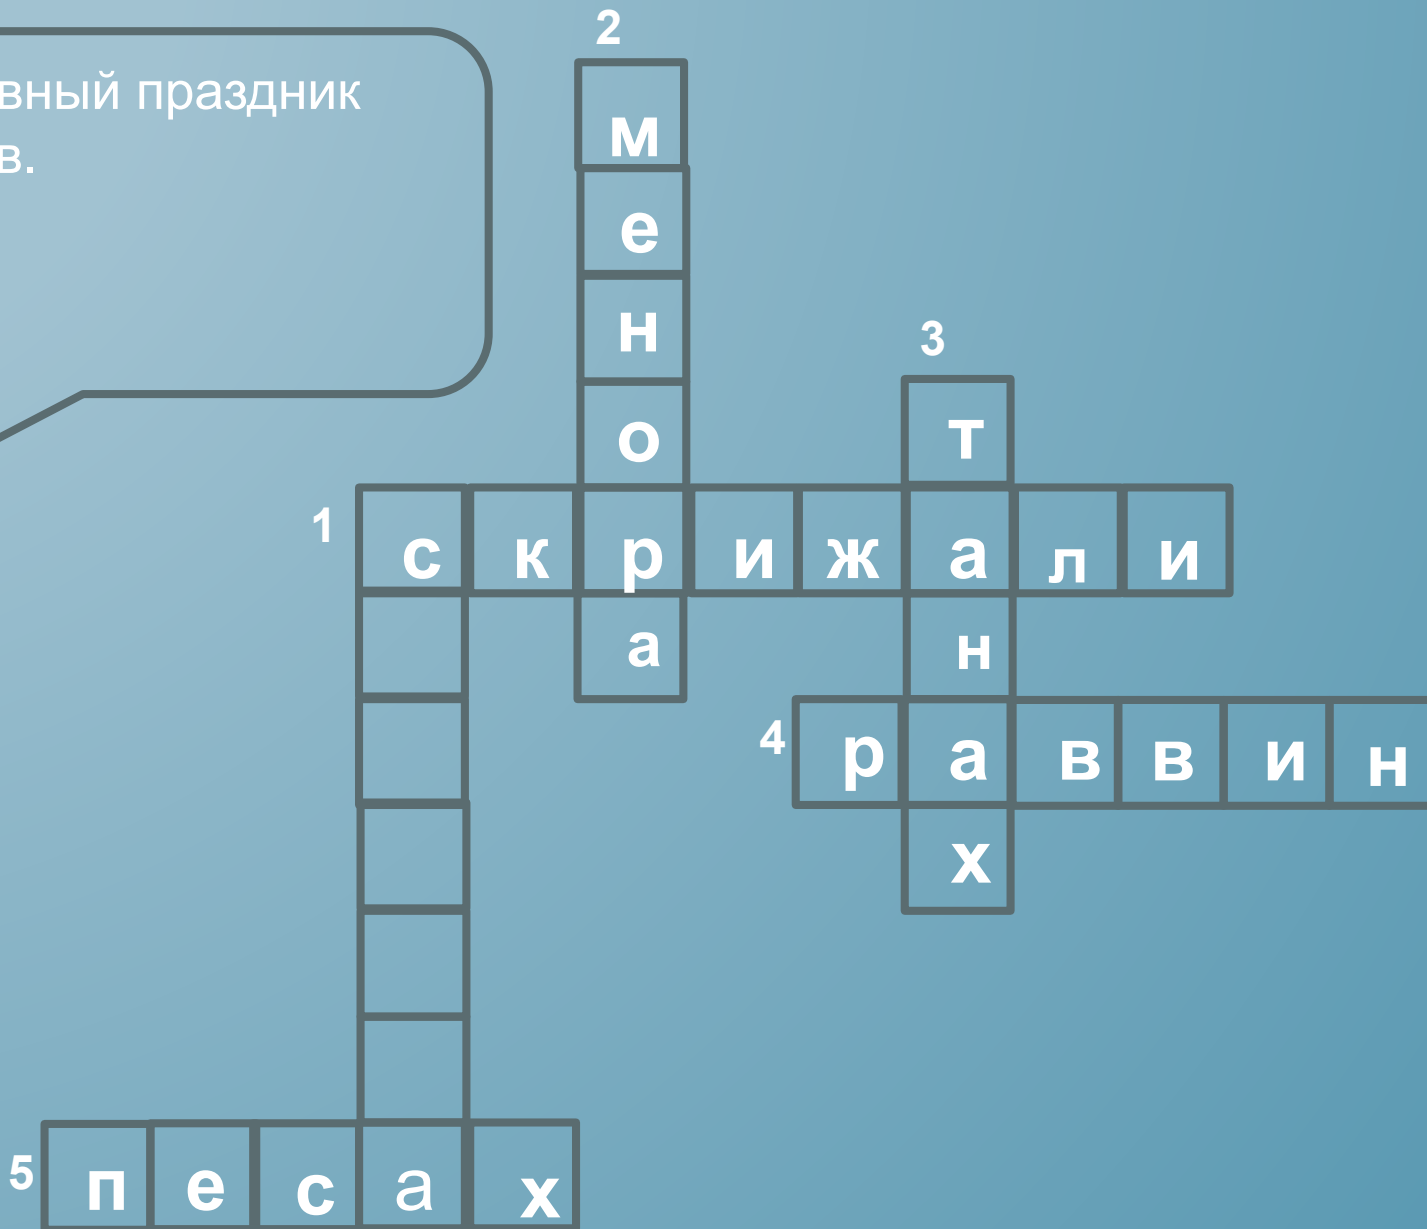 вный праздник
в.
2
м
е
н
3
о
т
1 с к р и ж а л и
а
н
4 р а в в и н
х
5 п е с а х